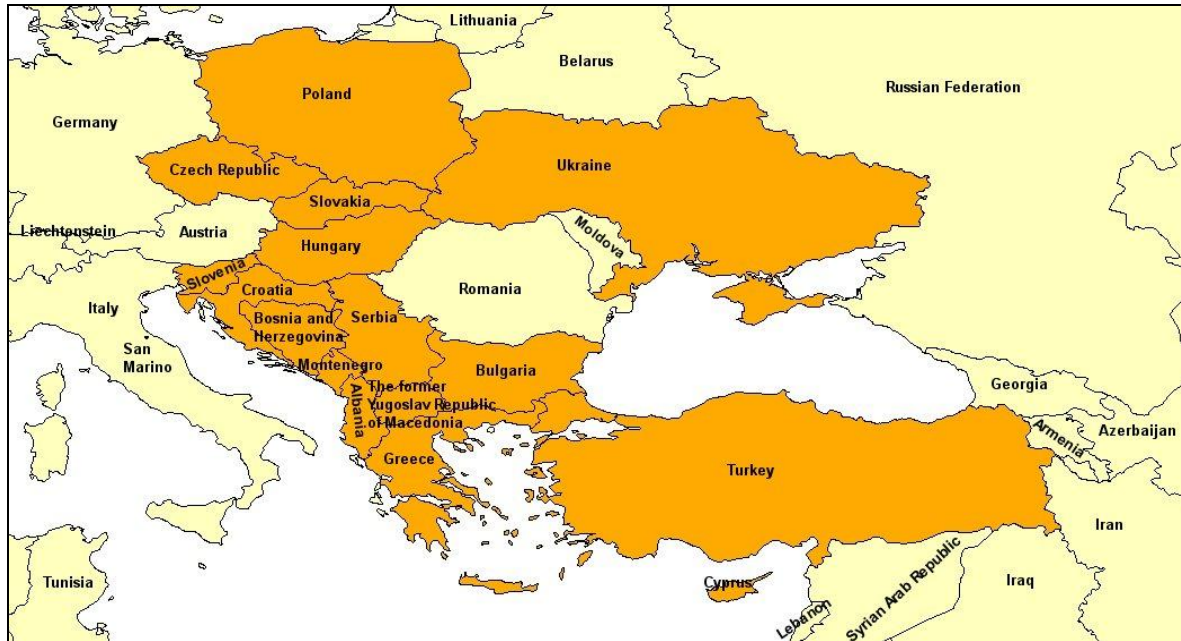 Lithuania
Belarus
Russian Federation
Poland
Germany
Ukraine
Czech Republic
Slovakia
Liechtenstein
Austria
Hungary
Moldova
Slovenia
Croatia
Romania
Italy
Bosnia and
Herzegovina
Serbia
San
Marino
Montenegro
Bulgaria
Albania
The former
Yugoslav Republic
of Macedonia
Georgia
Armenia
Azerbaijan
Greece
Turkey
Iran
Tunisia
Cyprus
Lebanon
Syrian Arab Republic
Iraq